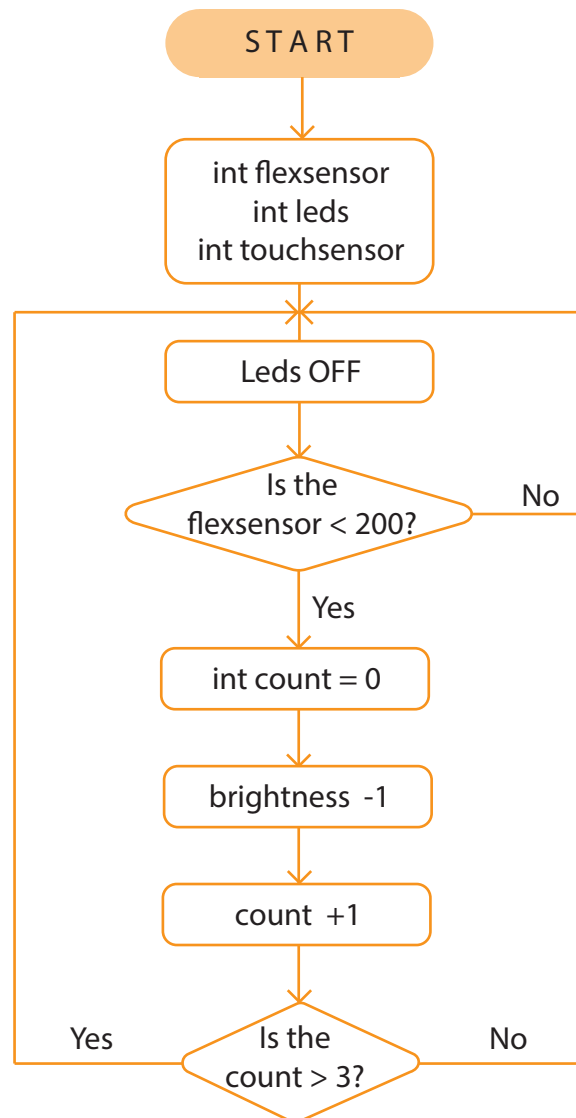 START
int flexsensor
int leds
int touchsensor
Leds OFF
Is the
flexsensor < 200?
No
Yes
int count = 0
brightness -1
count +1
Yes
Is the
count > 3?
No